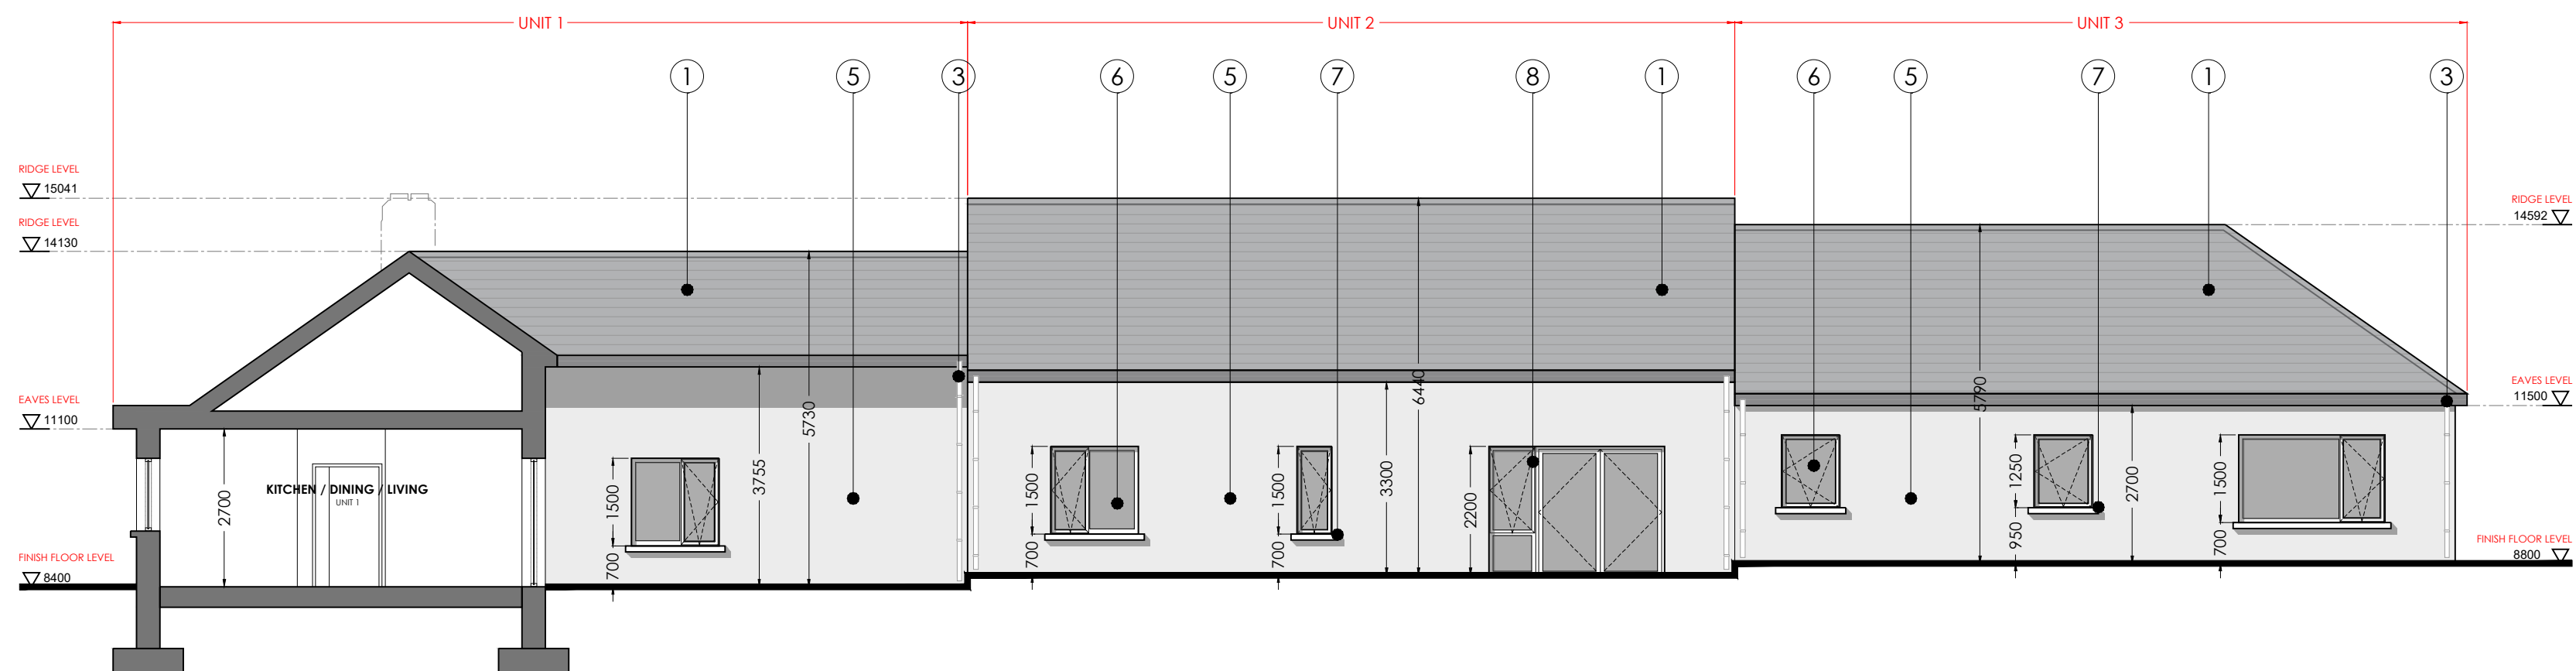 UNIT 1 UNIT 2 UNIT 3
1 5 3 6 5 7 8 1 6 5 7 1 3
RIDGE LEVEL
15041
RIDGE LEVEL
14130
RIDGE LEVEL
14592
EAVES LEVEL
11100
EAVES LEVEL
11500
FINISH FLOOR LEVEL
8400
FINISH FLOOR LEVEL
8800
KITCHEN / DINING / LIVING
UNIT 1
2700
1500
700
3755
5730
1500
700
1500
700
3300
6440
2200
5790
1250
950
2700
1500
700